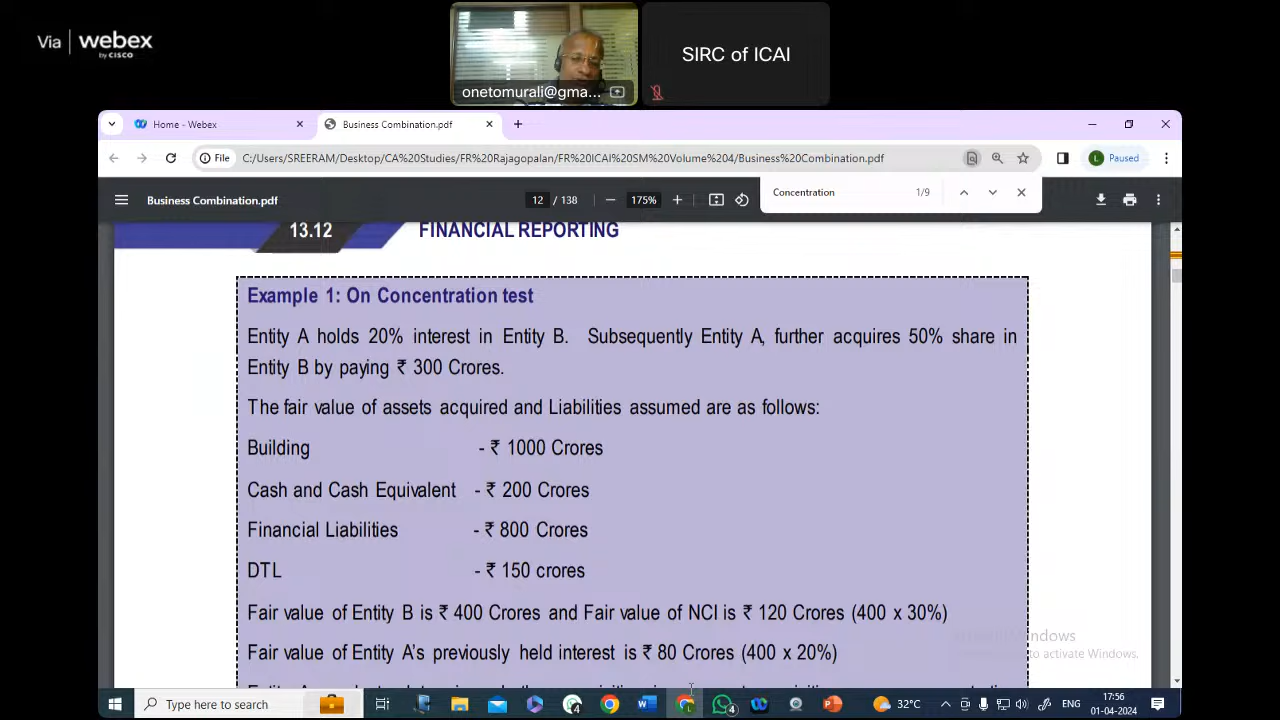 Via webex
by CISCO
onetomurali@gma...
SIRC of ICAI
Home - Webex
Business Combination.pdf
File
C:/Users/SREERAM/Desktop/CA%20Studies/FR%20Rajagopalan/FR%20ICAI%20SM%20Volume%204/Business%20Combination.pdf
L Paused
Concentration 1/9
Business Combination.pdf
12 / 138
175%
13.12 FINANCIAL REPORTING
Example 1: On Concentration test
Entity A holds 20% interest in Entity B. Subsequently Entity A, further acquires 50% share in
Entity B by paying ₹ 300 Crores.
The fair value of assets acquired and Liabilities assumed are as follows:
Building - ₹ 1000 Crores
Cash and Cash Equivalent - ₹ 200 Crores
Financial Liabilities - ₹ 800 Crores
DTL - ₹ 150 crores
Fair value of Entity B is ₹ 400 Crores and Fair value of NCI is ₹ 120 Crores (400 x 30%)
Fair value of Entity A's previously held interest is ₹ 80 Crores (400 x 20%)
to activate Windows.
Type here to search
4
4
32°C
ENG
17:56
01-04-2024